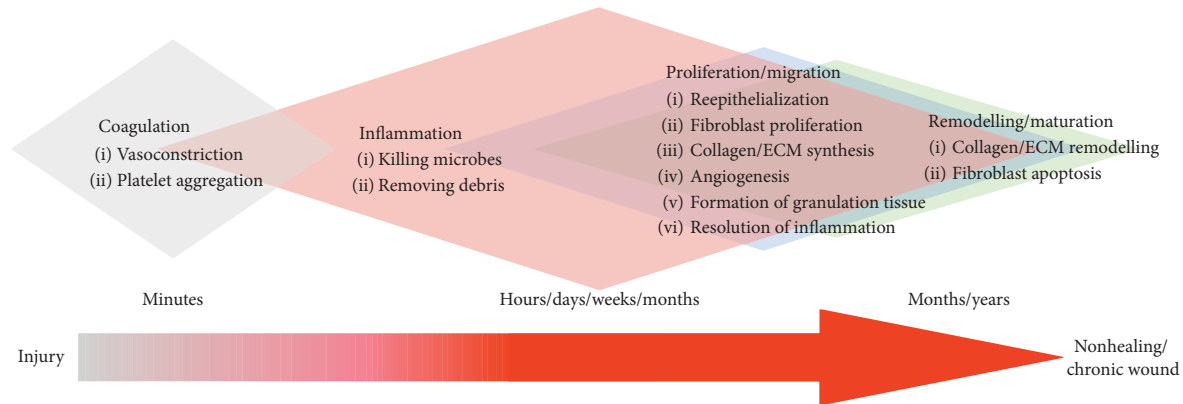 Coagulation
(i) Vasoconstriction
(ii) Platelet aggregation
Inflammation
(i) Killing microbes
(ii) Removing debris
Proliferation/migration
(i) Reepithelialization
(ii) Fibroblast proliferation
(iii) Collagen/ECM synthesis
(iv) Angiogenesis
(v) Formation of granulation tissue
(vi) Resolution of inflammation
Remodelling/maturation
(i) Collagen/ECM remodelling
(ii) Fibroblast apoptosis
Minutes
Hours/days/weeks/months
Months/years
Injury
Nonhealing/
chronic wound